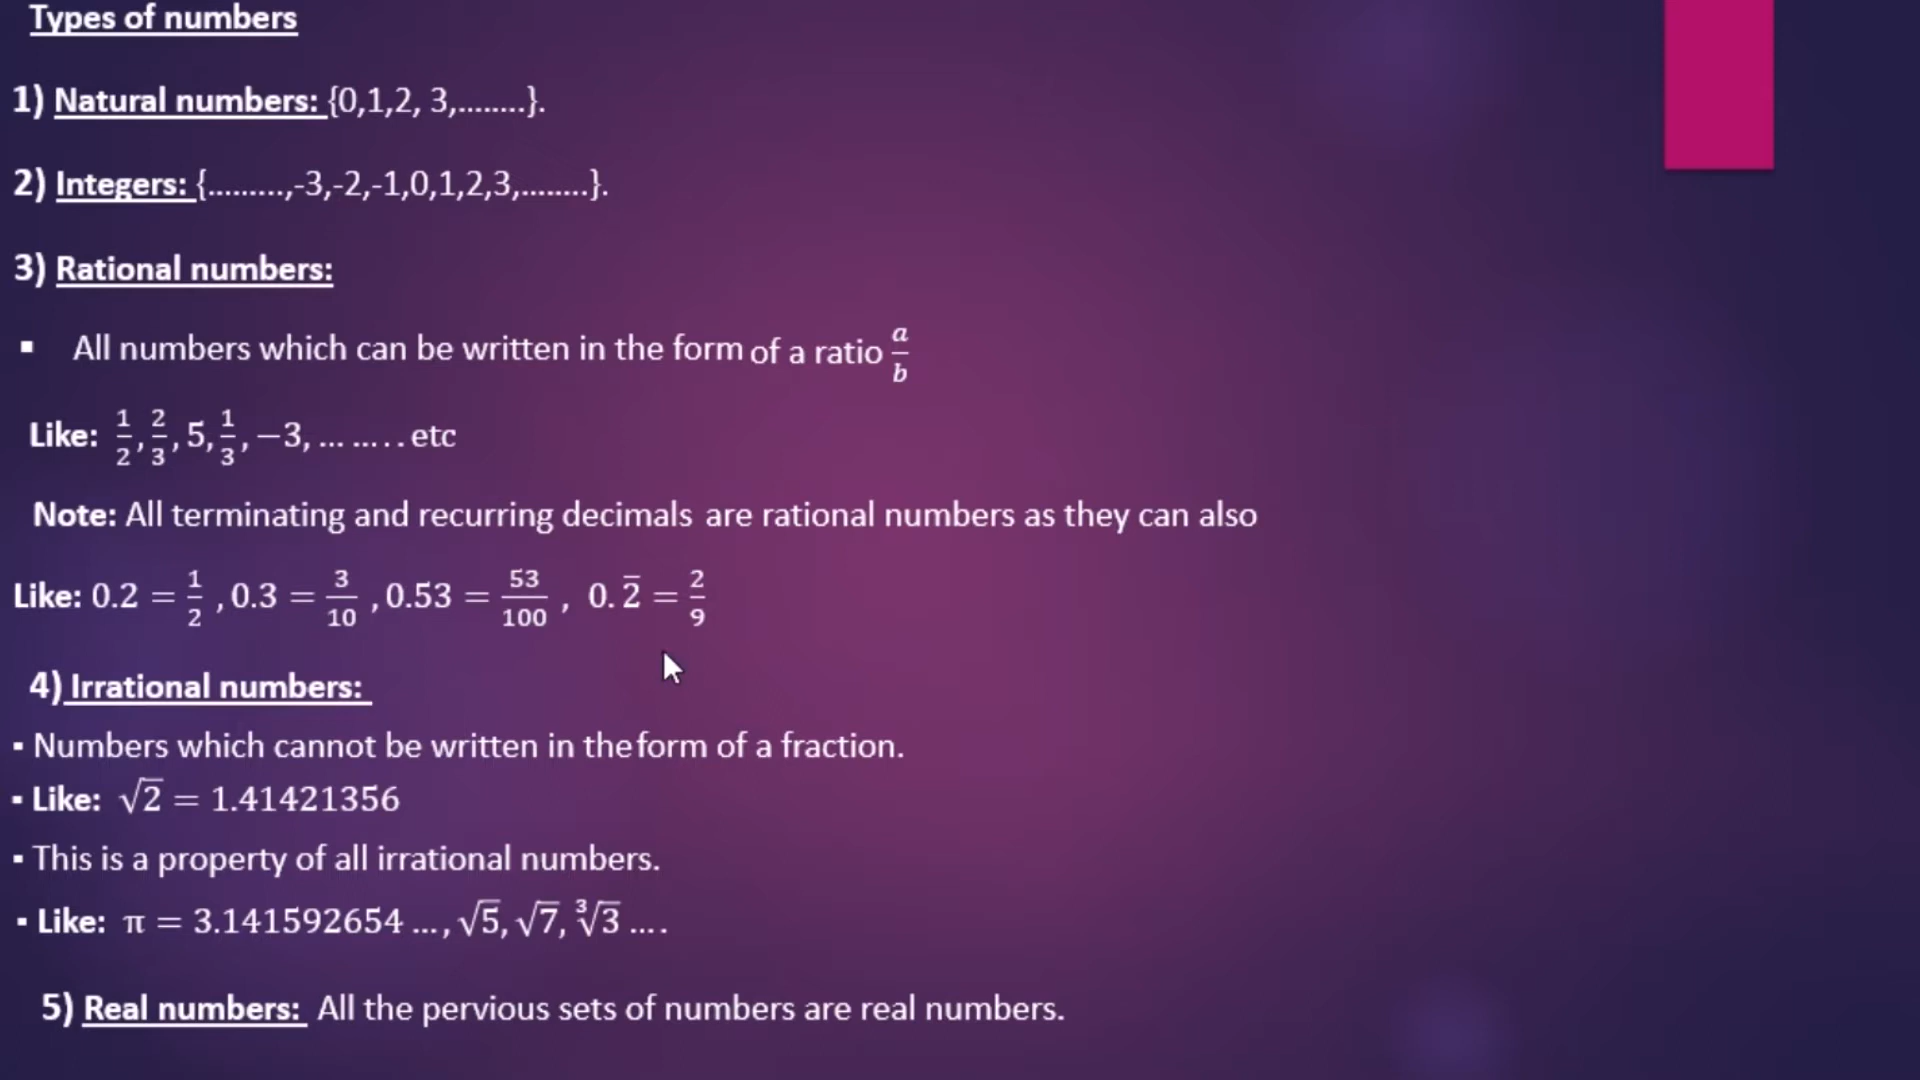 Types of numbers
1) Natural numbers: {0,1,2, 3,........}.
2) Integers: {.........,-3,-2,-1,0,1,2,3,........}.
3) Rational numbers:
▪ All numbers which can be written in the form of a ratio a/b
Like: 1/2, 2/3, 5, 1/3, −3, ... ..... etc
Note: All terminating and recurring decimals are rational numbers as they can also
Like: 0.2 = 1/2 , 0.3 = 3/10 , 0.53 = 53/100 , 0. 2̅ = 2/9
4) Irrational numbers:
▪ Numbers which cannot be written in the form of a fraction.
▪ Like: √2 = 1.41421356
▪ This is a property of all irrational numbers.
▪ Like: π = 3.141592654 ..., √5, √7, ∛3 ....
5) Real numbers: All the pervious sets of numbers are real numbers.